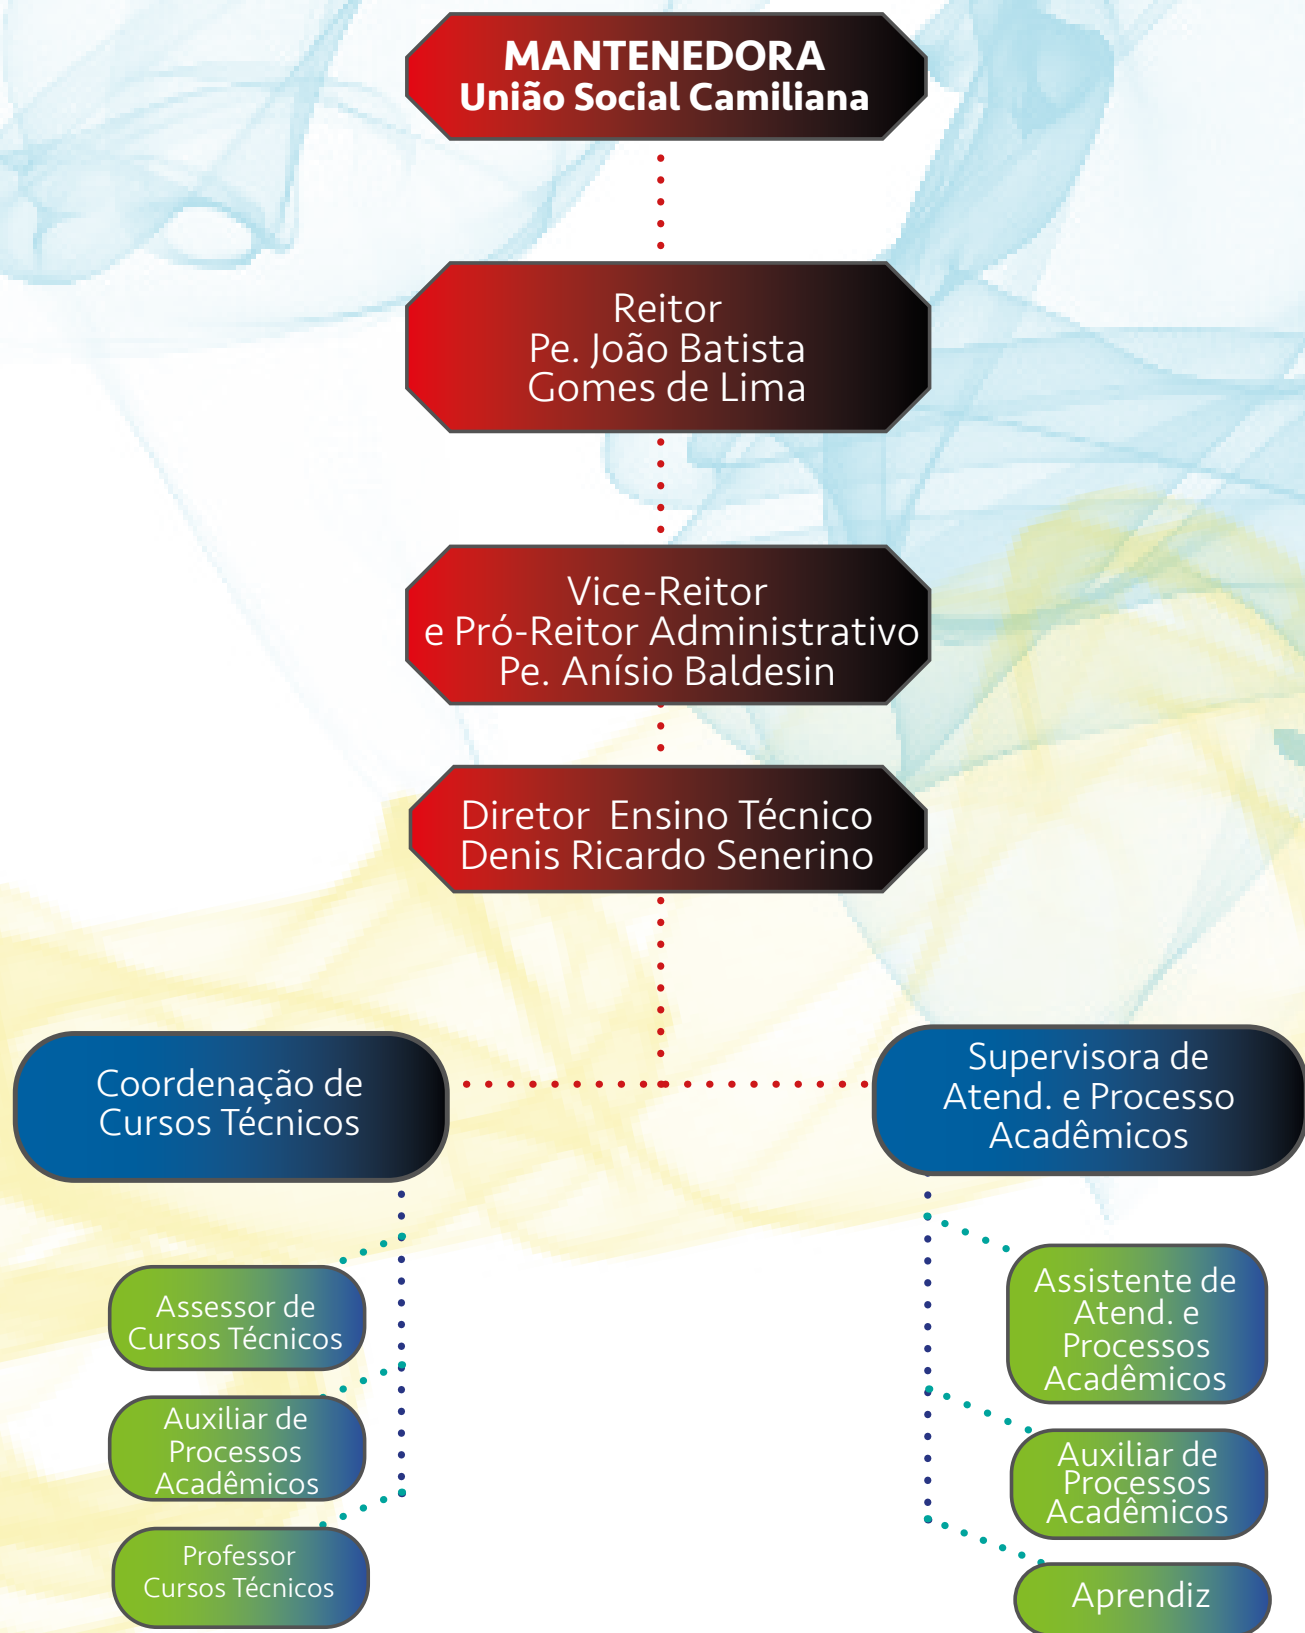 MANTENEDORA
União Social Camiliana
Reitor
Pe. João Batista
Gomes de Lima
Vice-Reitor
e Pró-Reitor Administrativo
Pe. Anísio Baldesin
Diretor Ensino Técnico
Denis Ricardo Senerino
Coordenação de
Cursos Técnicos
Supervisora de
Atend. e Processo
Acadêmicos
Assessor de
Cursos Técnicos
Auxiliar de
Processos
Acadêmicos
Professor
Cursos Técnicos
Assistente de
Atend. e
Processos
Acadêmicos
Auxiliar de
Processos
Acadêmicos
Aprendiz